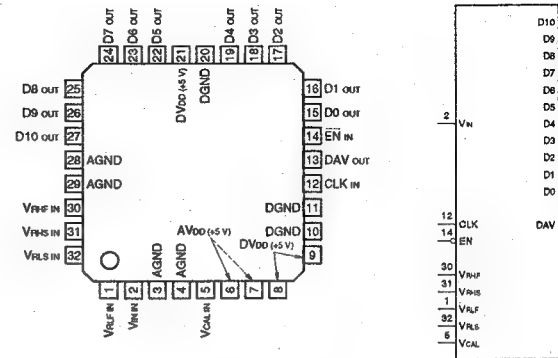 D7 OUT
D6 OUT
D5 OUT
D4 OUT
D3 OUT
D2 OUT
24
23
22
21
20
19
18
17
DVDD (+5 V)
DGND
D8 OUT 25
D9 OUT 26
D10 OUT 27
28 AGND
29 AGND
VRHF IN 30
VRHS IN 31
VRLS IN 32
16 D1 OUT
15 D0 OUT
14 EN IN
13 DAV OUT
12 CLK IN
DGND 11
DGND 10
DVDD (+5 V)
9
AVDD (+5 V)
AGND
AGND
1
2
3
4
5
6
7
8
VRLF IN
VIN IN
VCAL IN
D10
D9
D8
D7
D6
D5
D4
D3
D2
D1
D0
DAV
2 VIN
12 CLK
14 EN
30 VRHF
31 VRHS
1 VRLF
32 VRLS
5 VCAL